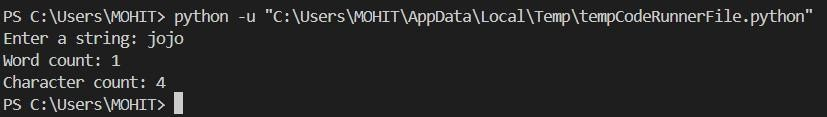 PS C:\Users\MOHIT> python -u "C:\Users\MOHIT\AppData\Local\Temp\tempCodeRunnerFile.python"
Enter a string: jojo
Word count: 1
Character count: 4
PS C:\Users\MOHIT>